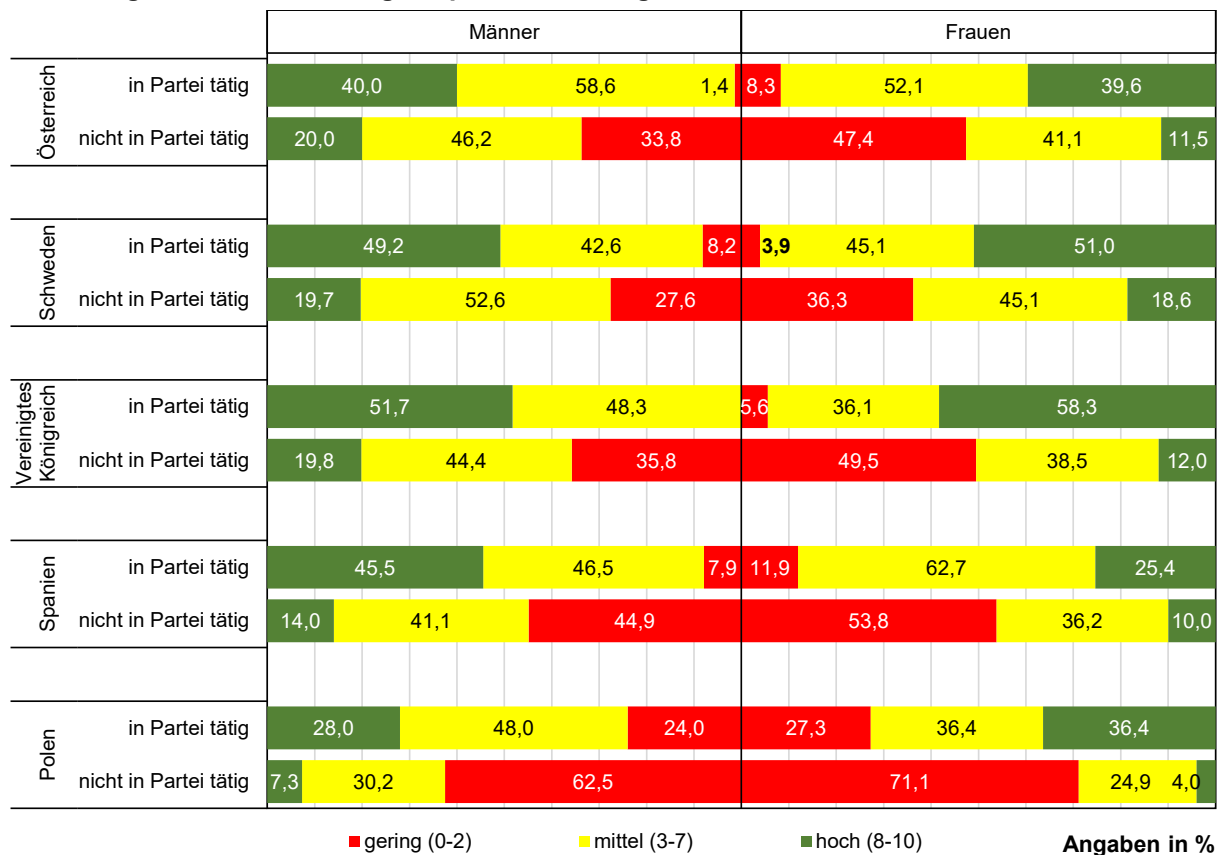 Männer Frauen
Österreich
in Partei tätig 40,0 58,6 1,4 8,3 52,1 39,6
nicht in Partei tätig 20,0 46,2 33,8 47,4 41,1 11,5
Schweden
in Partei tätig 49,2 42,6 8,2 3,9 45,1 51,0
nicht in Partei tätig 19,7 52,6 27,6 36,3 45,1 18,6
Vereinigtes
Königreich
in Partei tätig 51,7 48,3 5,6 36,1 58,3
nicht in Partei tätig 19,8 44,4 35,8 49,5 38,5 12,0
Spanien
in Partei tätig 45,5 46,5 7,9 11,9 62,7 25,4
nicht in Partei tätig 14,0 41,1 44,9 53,8 36,2 10,0
Polen
in Partei tätig 28,0 48,0 24,0 27,3 36,4 36,4
nicht in Partei tätig 7,3 30,2 62,5 71,1 24,9 4,0
gering (0-2) mittel (3-7) hoch (8-10) Angaben in %